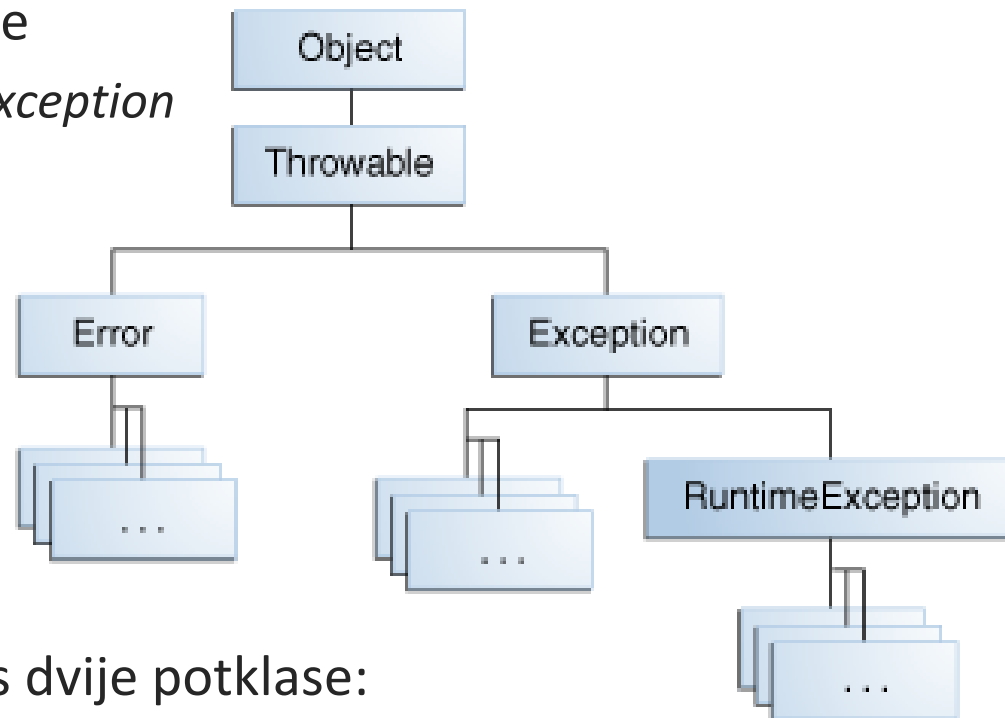 e
xception
Object
Throwable
Error
Exception
...
...
RuntimeException
...
s dvije potklase: